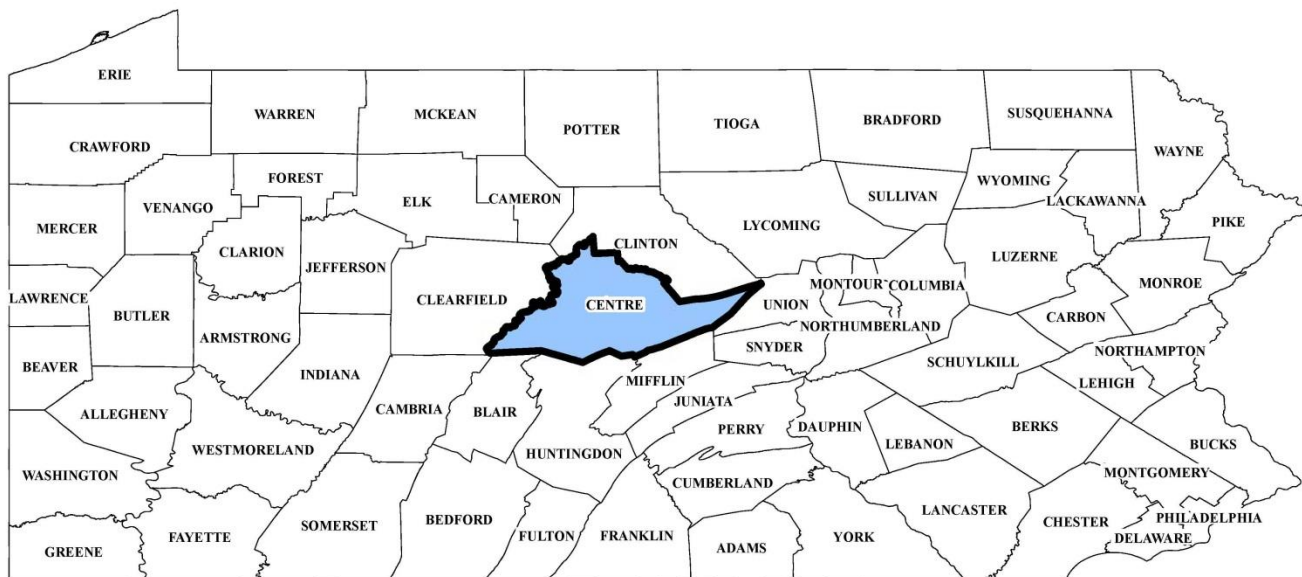 ERIE
WARREN
MCKEAN
POTTER
TIOGA
BRADFORD
SUSQUEHANNA
WAYNE
CRAWFORD
FOREST
ELK
CAMERON
SULLIVAN
WYOMING
LACKAWANNA
VENANGO
MERCER
PIKE
LYCOMING
CLINTON
CLARION
JEFFERSON
LUZERNE
MONROE
LAWRENCE
CLEARFIELD
CENTRE
UNION
MONTOUR
COLUMBIA
BUTLER
CARBON
ARMSTRONG
NORTHUMBERLAND
SNYDER
NORTHAMPTON
SCHUYLKILL
BEAVER
INDIANA
MIFFLIN
LEHIGH
JUNIATA
ALLEGHENY
CAMBRIA
BLAIR
PERRY
DAUPHIN
BERKS
LEBANON
BUCKS
WESTMORELAND
HUNTINGDON
WASHINGTON
MONTGOMERY
CUMBERLAND
LANCASTER
PHILADELPHIA
SOMERSET
BEDFORD
CHESTER
FAYETTE
FULTON
FRANKLIN
YORK
DELAWARE
GREENE
ADAMS